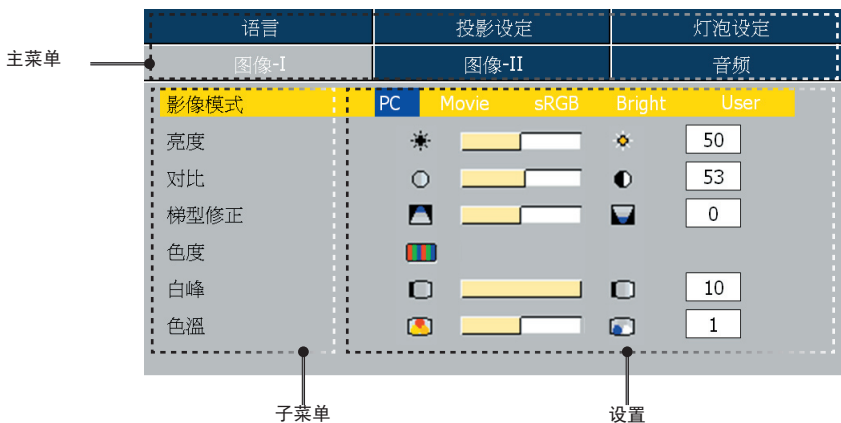 语言 投影设定 灯泡设定
主菜单 图像-I 图像-II 音频
影像模式 PC Movie sRGB Bright User
亮度 50
对比 53
梯型修正 0
色度
白峰 10
色溫 1
子菜单 设置